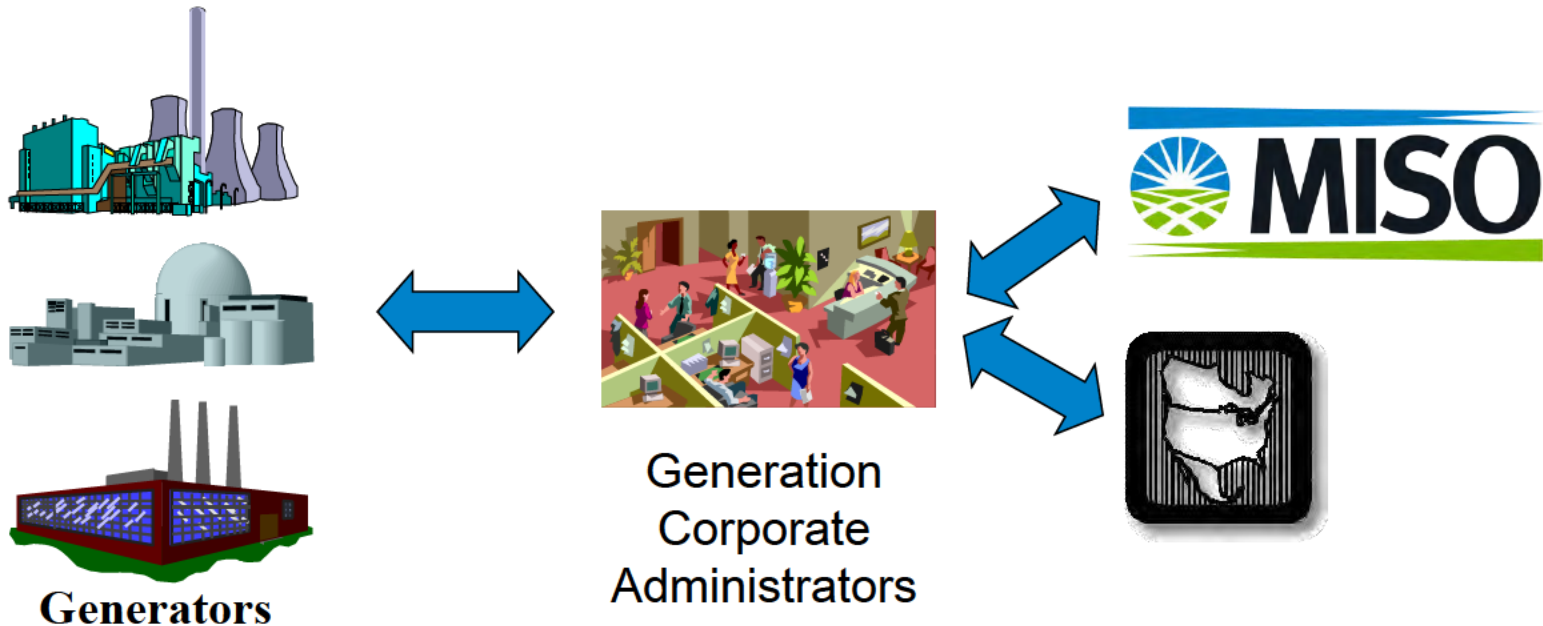 MISO
Generation
Corporate
Administrators
Generators